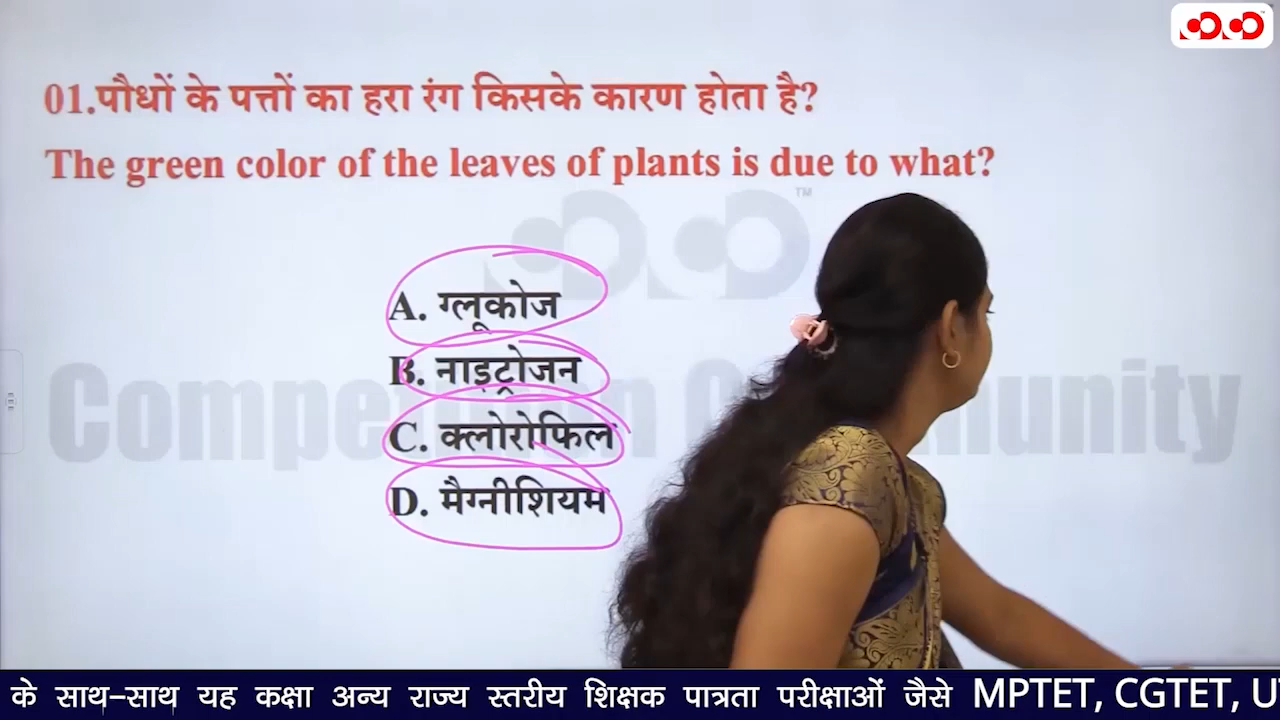 01.पौधों के पत्तों का हरा रंग किसके कारण होता है?
The green color of the leaves of plants is due to what?
TM
A. ग्लूकोज
B. नाइट्रोजन
C. क्लोरोफिल
D. मैग्नीशियम
के साथ-साथ यह कक्षा अन्य राज्य स्तरीय शिक्षक पात्रता परीक्षाओं जैसे MPTET, CGTET,